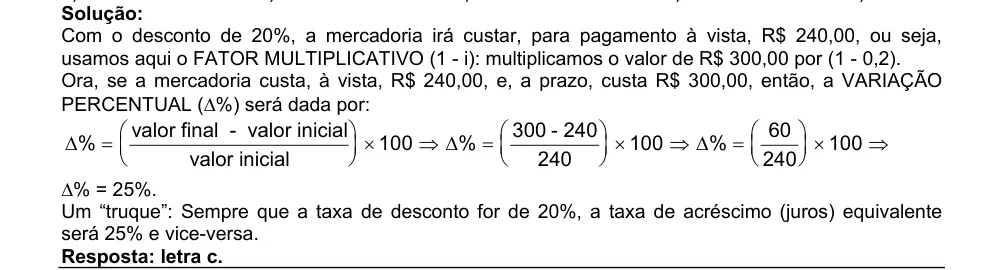 Solução:
Com o desconto de 20%, a mercadoria irá custar, para pagamento à vista, R$ 240,00, ou seja,
usamos aqui o FATOR MULTIPLICATIVO (1 - i): multiplicamos o valor de R$ 300,00 por (1 - 0,2).
Ora, se a mercadoria custa, à vista, R$ 240,00, e, a prazo, custa R$ 300,00, então, a VARIAÇÃO
PERCENTUAL (∆%) será dada por:
∆% = (valor final - valor inicial / valor inicial) × 100 ⇒ ∆% = (300 - 240 / 240) × 100 ⇒ ∆% = (60 / 240) × 100 ⇒
∆% = 25%.
Um “truque”: Sempre que a taxa de desconto for de 20%, a taxa de acréscimo (juros) equivalente
será 25% e vice-versa.
Resposta: letra c.